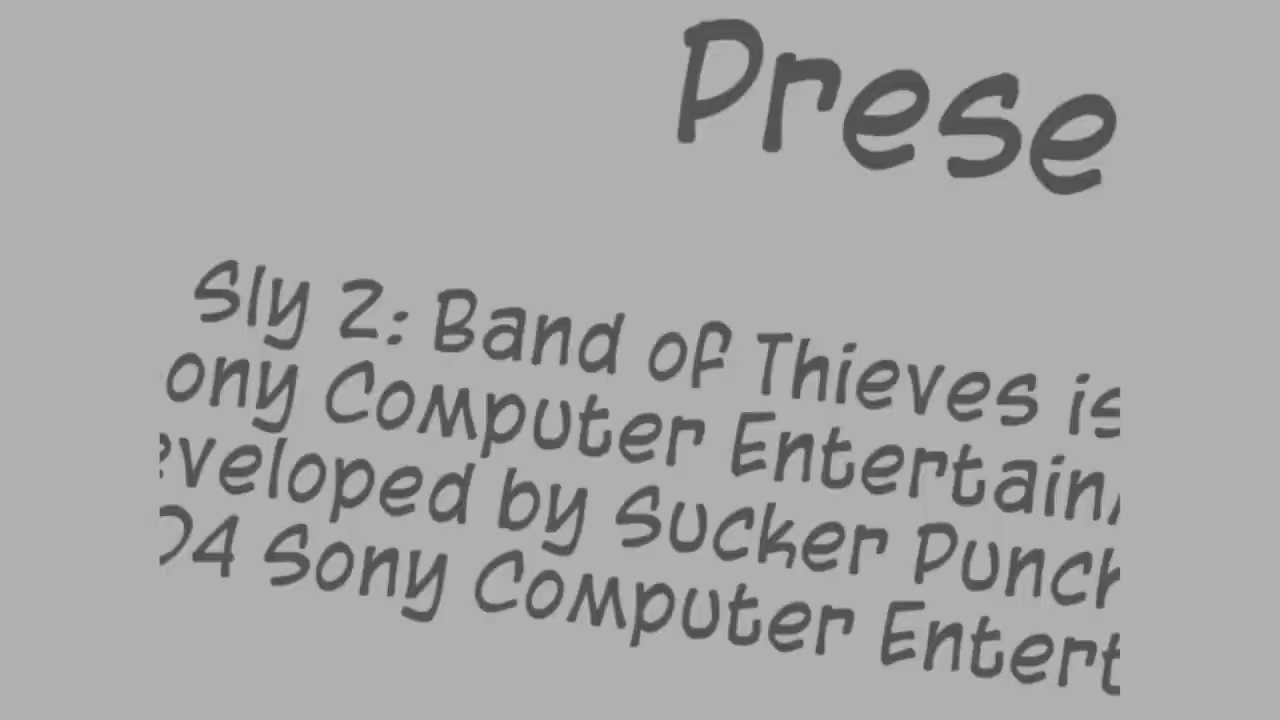 Prese
Sly 2: Band of Thieves is
ony Computer Entertain
eveloped by Sucker Punch
04 Sony Computer Entert